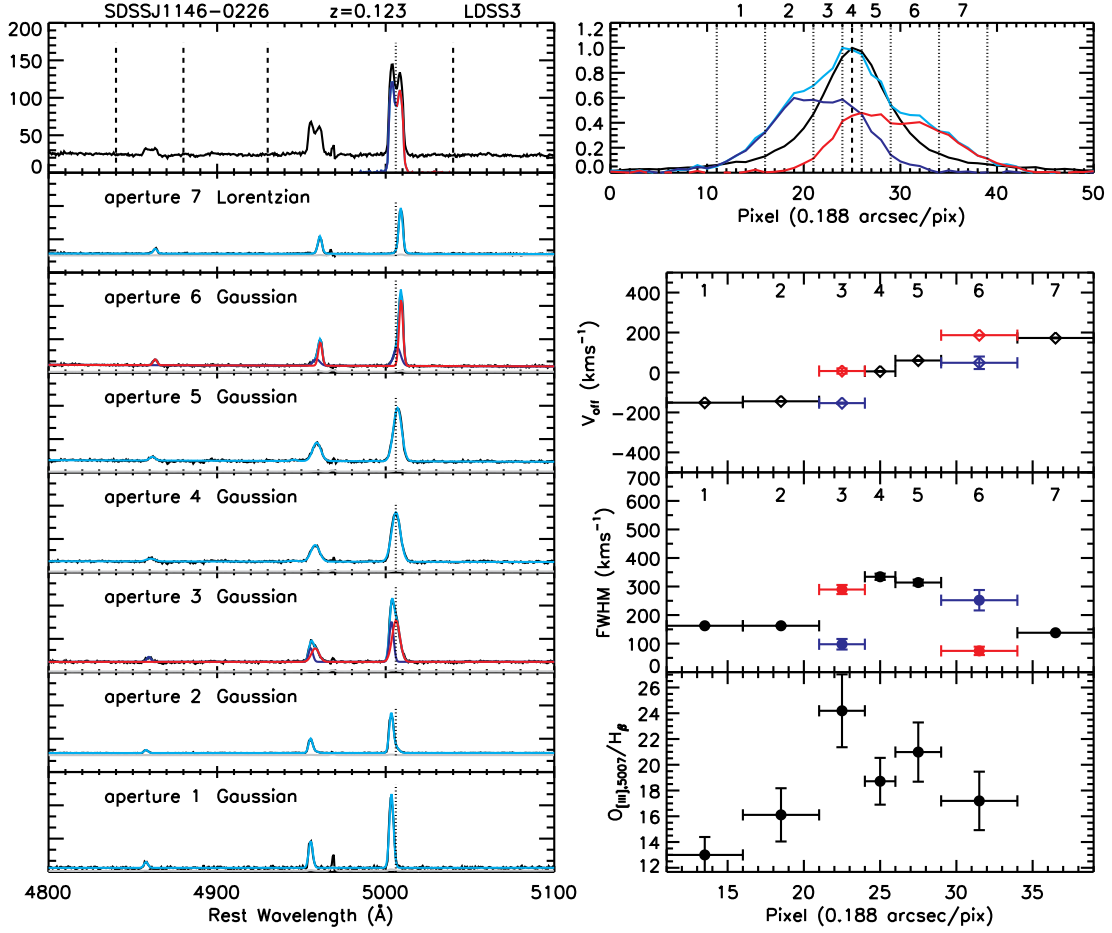 SDSSJ1146-0226 z=0.123 LDSS3
200
150
100
50
0
aperture 7 Lorentzian
aperture 6 Gaussian
aperture 5 Gaussian
aperture 4 Gaussian
aperture 3 Gaussian
aperture 2 Gaussian
aperture 1 Gaussian
4800 4900 5000 5100
Rest Wavelength (Å)
1 2 3 4 5 6 7
1.2
1.0
0.8
0.6
0.4
0.2
0.0
0 10 20 30 40 50
Pixel (0.188 arcsec/pix)
1 2 3 4 5 6 7
400
200
0
-200
-400
V_off (kms⁻¹)
1 2 3 4 5 6 7
700
600
500
400
300
200
100
0
FWHM (kms⁻¹)
26
24
22
20
18
16
14
12
O_[III],5007/H_β
15 20 25 30 35
Pixel (0.188 arcsec/pix)